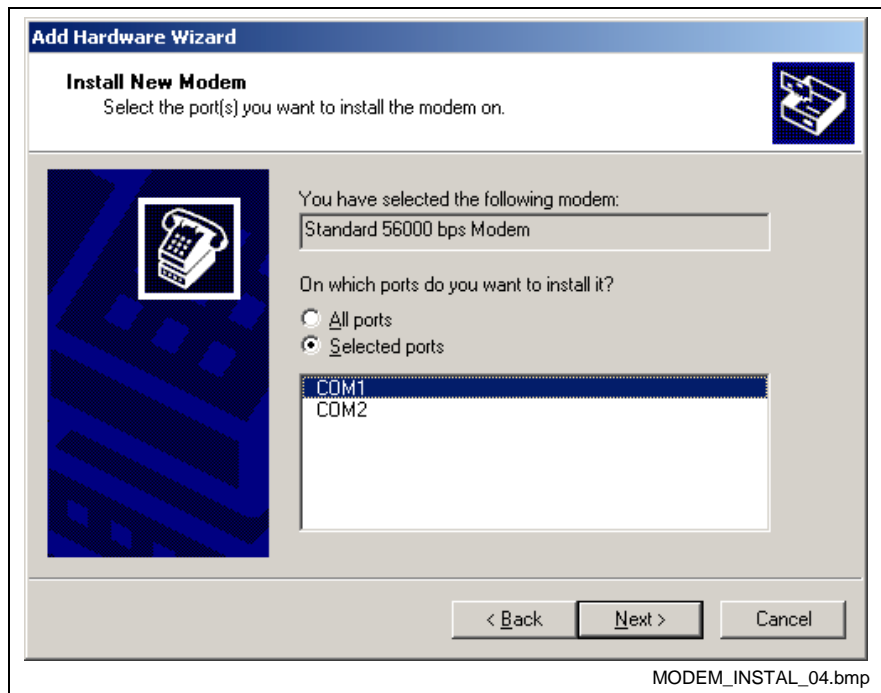 Add Hardware Wizard
Install New Modem
Select the port(s) you want to install the modem on.
You have selected the following modem:
Standard 56000 bps Modem
On which ports do you want to install it?
All ports
Selected ports
COM1
COM2
< Back Next > Cancel
MODEM_INSTAL_04.bmp